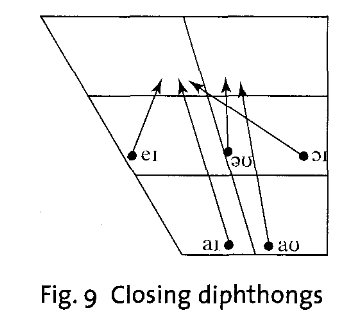 eɪ əʊ ɔɪ
aɪ aʊ
Fig. 9 Closing diphthongs